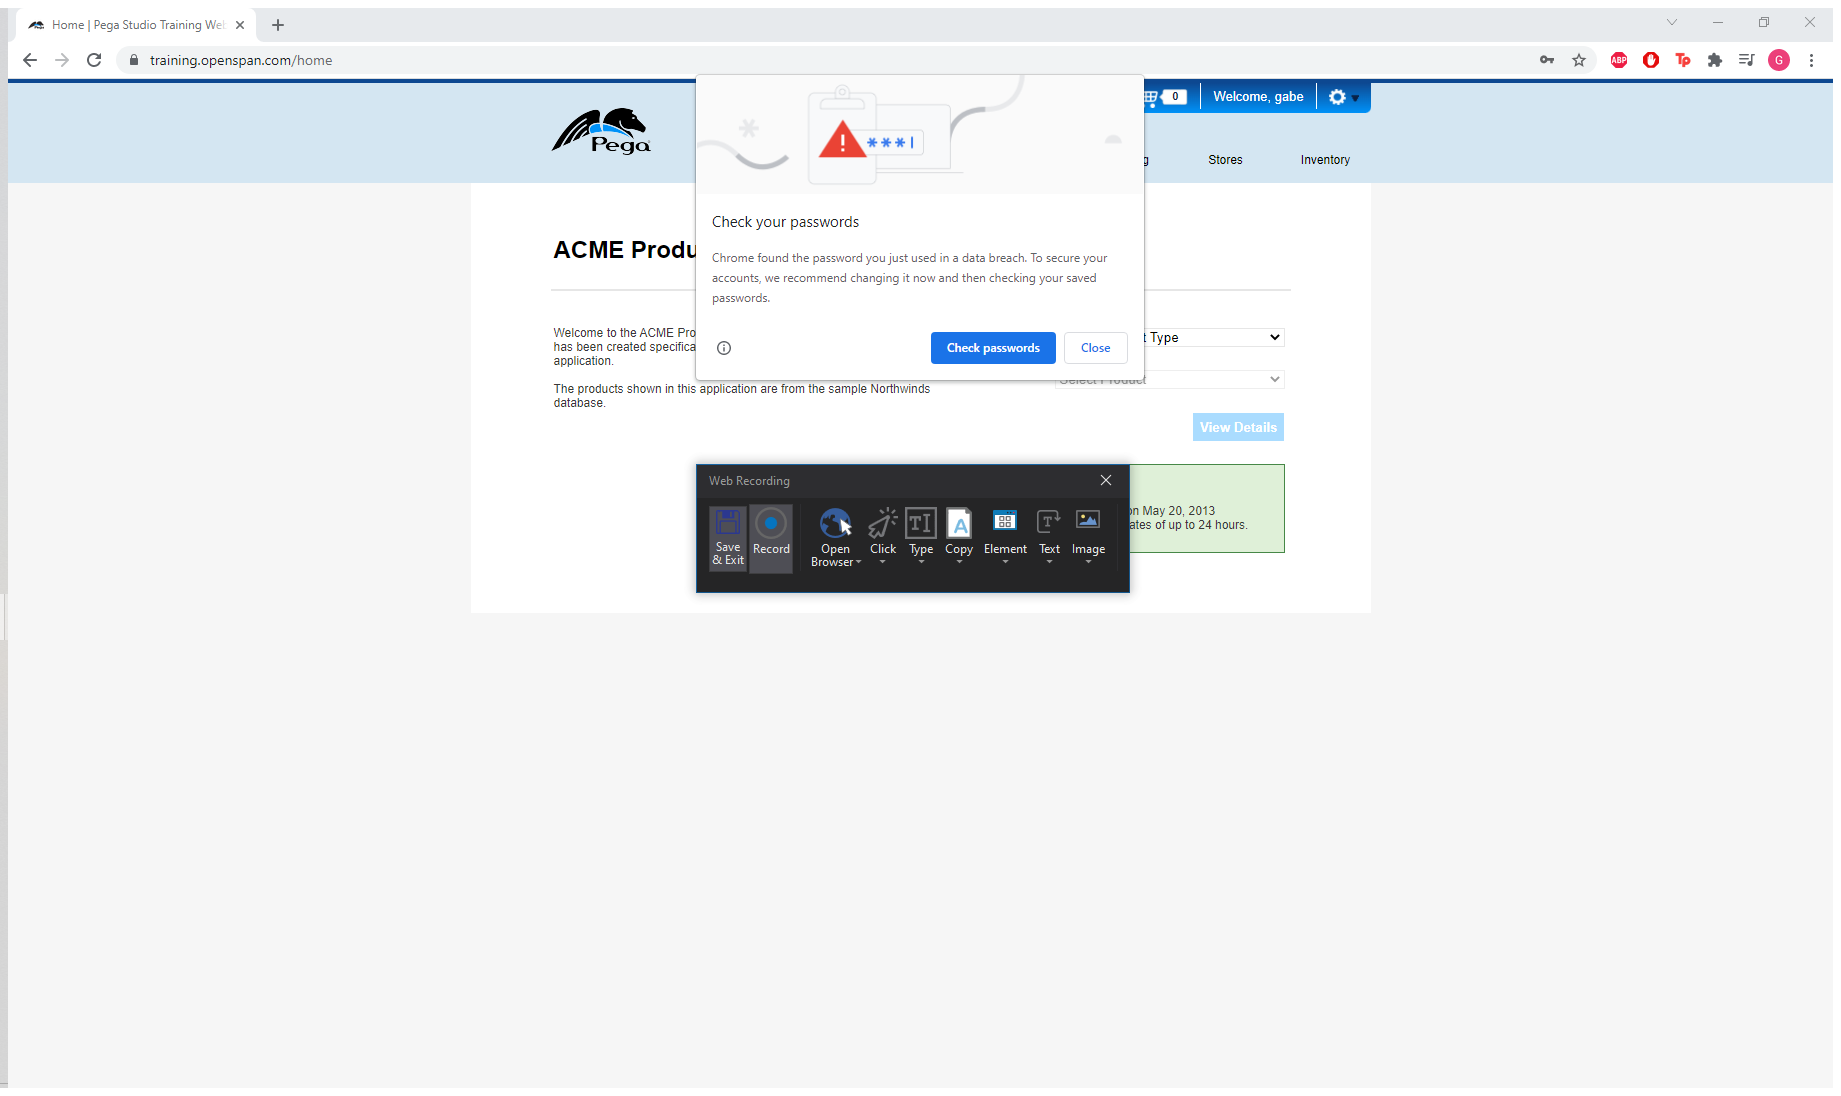 Home | Pega Studio Training Web
training.openspan.com/home
ABP
Tp
G
Pega
0
Welcome, gabe
Stores
Inventory
***
Check your passwords
Chrome found the password you just used in a data breach. To secure your
accounts, we recommend changing it now and then checking your saved
passwords.
Check passwords
Close
ACME Produ
Welcome to the ACME Pro
has been created specifica
application.
The products shown in this application are from the sample Northwinds
database.
t Type
Select Product
View Details
on May 20, 2013
ates of up to 24 hours.
Web Recording
Save
& Exit
Record
Open
Browser
Click
Type
Copy
Element
Text
Image